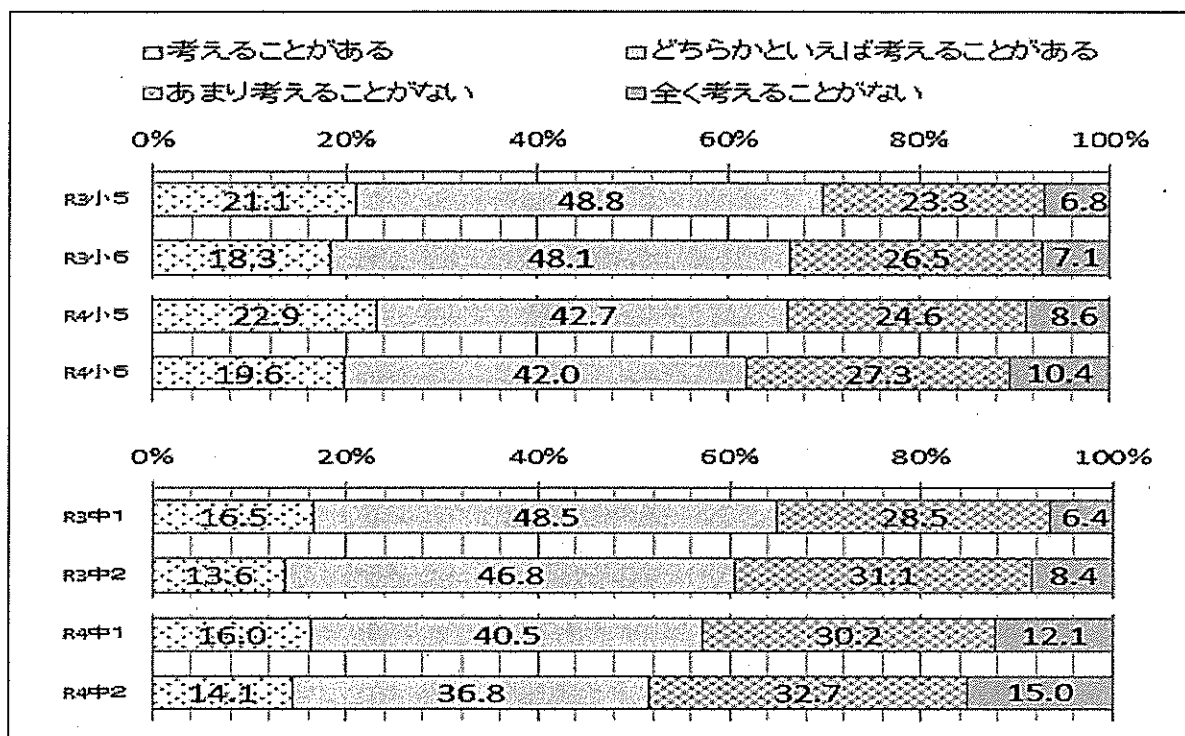 □考えることがある □どちらかといえば考えることがある
□あまり考えることがない □全く考えることがない
0% 20% 40% 60% 80% 100%
R3小5 21.1 48.8 23.3 6.8
R3小6 18.3 48.1 26.5 7.1
R4小5 22.9 42.7 24.6 8.6
R4小6 19.6 42.0 27.3 10.4
0% 20% 40% 60% 80% 100%
R3中1 16.5 48.5 28.5 6.4
R3中2 13.6 46.8 31.1 8.4
R4中1 16.0 40.5 30.2 12.1
R4中2 14.1 36.8 32.7 15.0